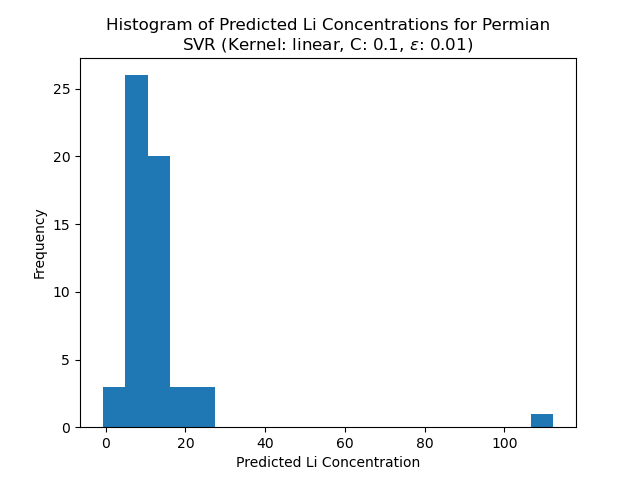 Histogram of Predicted Li Concentrations for Permian
SVR (Kernel: linear, C: 0.1, ε: 0.01)
25
20
15
10
5
0
Frequency
0 20 40 60 80 100
Predicted Li Concentration